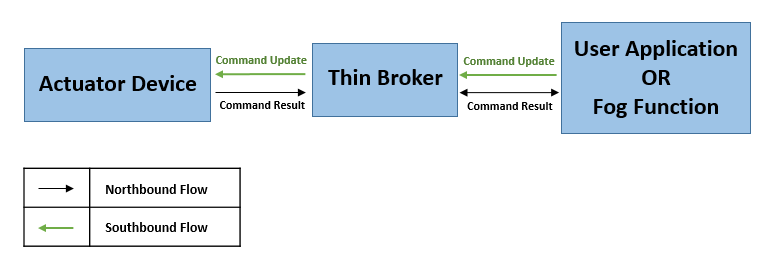 Actuator Device
Command Update
Command Result
Thin Broker
Command Update
Command Result
User Application
OR
Fog Function
Northbound Flow
Southbound Flow